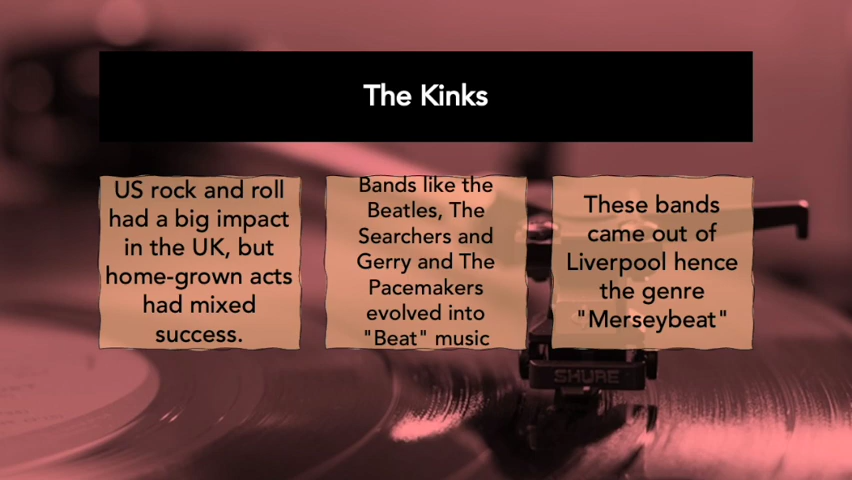 The Kinks
US rock and roll
had a big impact
in the UK, but
home-grown acts
had mixed
success.
Bands like the
Beatles, The
Searchers and
Gerry and The
Pacemakers
evolved into
"Beat" music
These bands
came out of
Liverpool hence
the genre
"Merseybeat"
SHURE